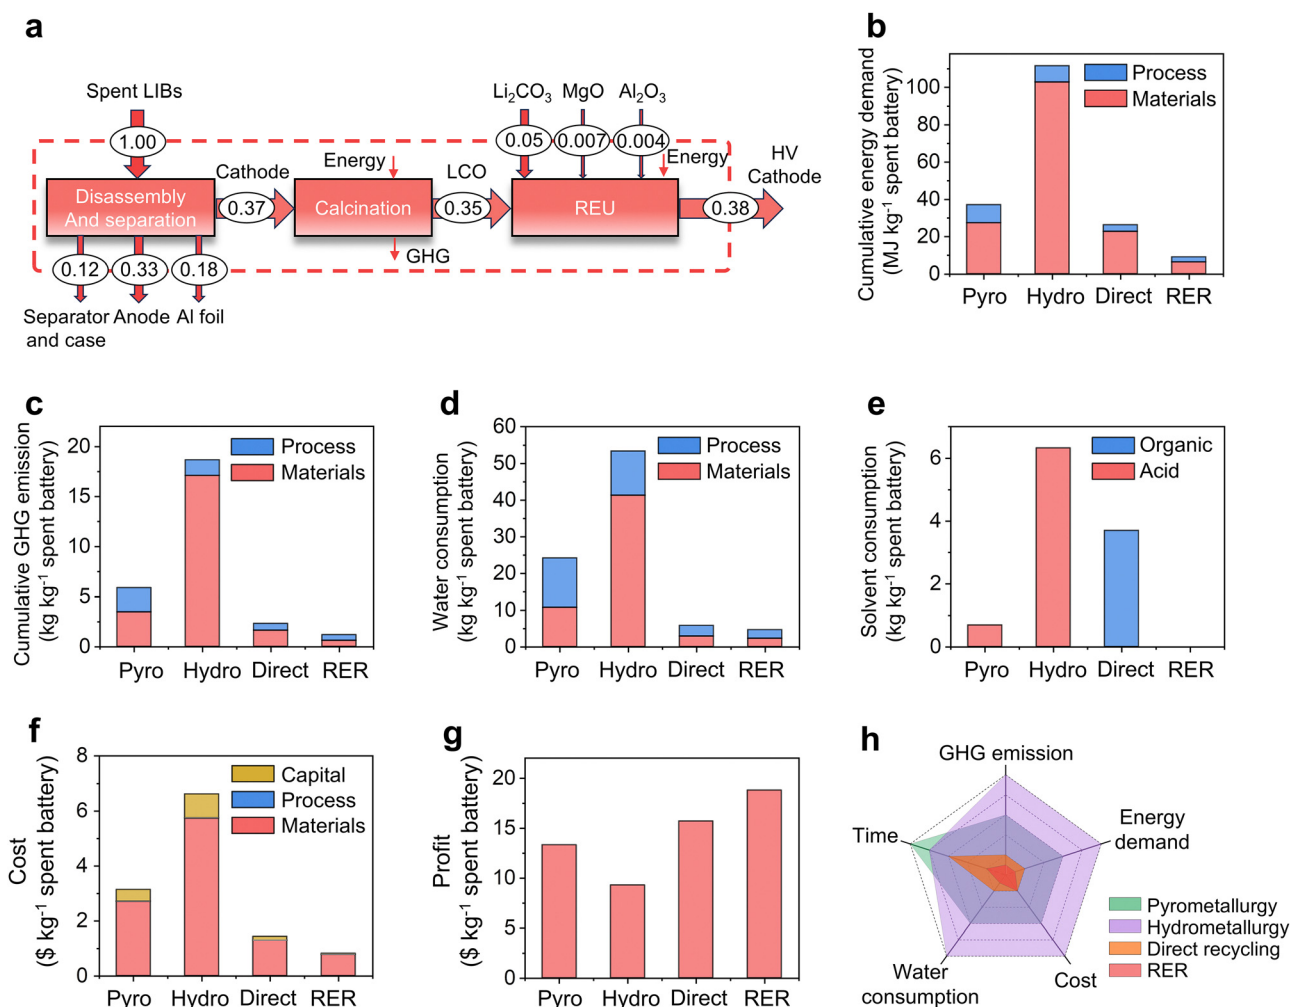 a
Spent LIBs
1.00
Li₂CO₃ MgO Al₂O₃
0.05 0.007 0.004
Disassembly
And separation
Cathode
0.37
Energy
Calcination
GHG
LCO
0.35
REU
Energy
HV
Cathode
0.38
0.12 0.33 0.18
Separator
and case
Anode
Al foil
b
Cumulative energy demand
(MJ kg⁻¹ spent battery)
100
80
60
40
20
0
Process
Materials
Pyro Hydro Direct RER
c
Cumulative GHG emission
(kg kg⁻¹ spent battery)
20
15
10
5
0
Process
Materials
Pyro Hydro Direct RER
d
Water consumption
(kg kg⁻¹ spent battery)
60
50
40
30
20
10
0
Process
Materials
Pyro Hydro Direct RER
e
Solvent consumption
(kg kg⁻¹ spent battery)
6
4
2
0
Organic
Acid
Pyro Hydro Direct RER
f
Cost
($ kg⁻¹ spent battery)
8
6
4
2
0
Capital
Process
Materials
Pyro Hydro Direct RER
g
Profit
($ kg⁻¹ spent battery)
20
15
10
5
0
Pyro Hydro Direct RER
h
GHG emission
Time
Energy
demand
Water
consumption
Cost
Pyrometallurgy
Hydrometallurgy
Direct recycling
RER